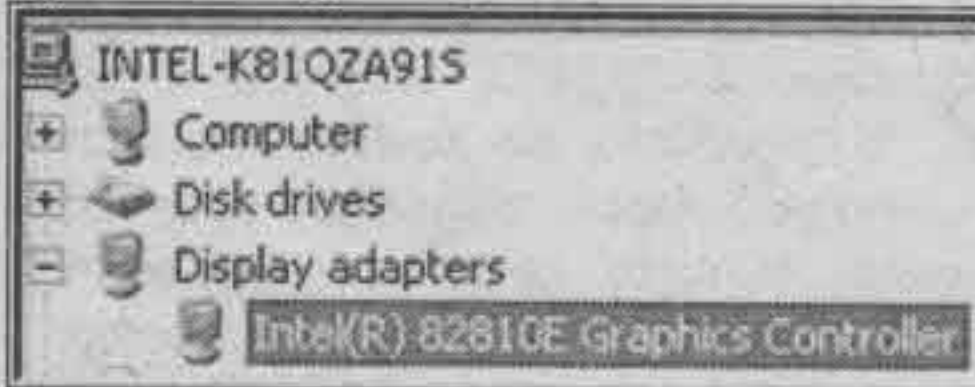 INTEL-K81QZA91S
Computer
Disk drives
Display adapters
Intel(R) 82810E Graphics Controller